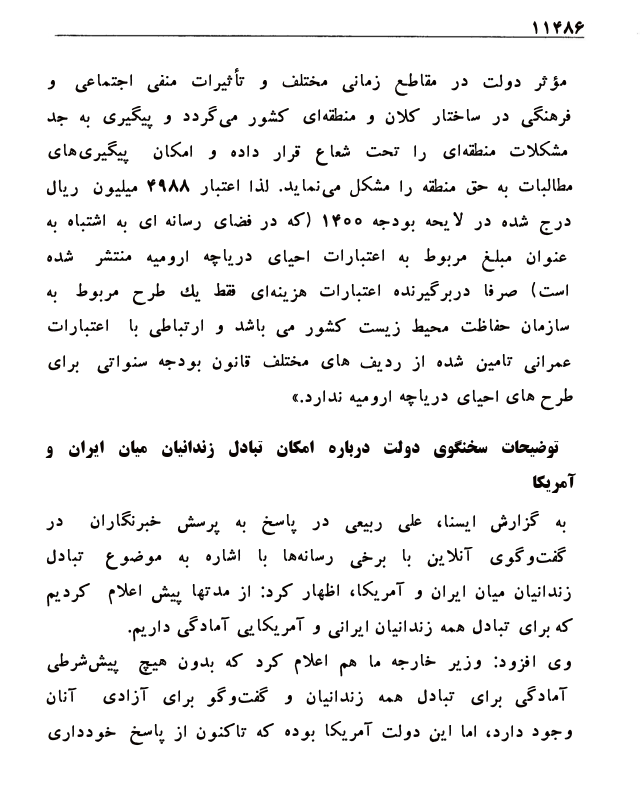 ۱۱۴۸۶
مؤثر دولت در مقاطع زمانی مختلف و تأثیرات منفی اجتماعی و
فرهنگی در ساختار کلان و منطقه‌ای کشور می‌گردد و پیگیری به جد
مشکلات منطقه‌ای را تحت شعاع قرار داده و امکان پیگیری‌های
مطالبات به حق منطقه را مشکل می‌نماید. لذا اعتبار ۴۹۸۸ میلیون ریال
درج شده در لایحه بودجه ۱۴۰۰ (که در فضای رسانه ای به اشتباه به
عنوان مبلغ مربوط به اعتبارات احیای دریاچه ارومیه منتشر شده
است) صرفا دربرگیرنده اعتبارات هزینه‌ای فقط یك طرح مربوط به
سازمان حفاظت محیط زیست کشور می باشد و ارتباطی با اعتبارات
عمرانی تامین شده از ردیف های مختلف قانون بودجه سنواتی برای
طرح های احیای دریاچه ارومیه ندارد.»
توضیحات سخنگوی دولت درباره امکان تبادل زندانیان میان ایران و
آمریکا
به گزارش ایسنا، علی ربیعی در پاسخ به پرسش خبرنگاران در
گفت‌وگوی آنلاین با برخی رسانه‌ها با اشاره به موضوع تبادل
زندانیان میان ایران و آمریکا، اظهار کرد: از مدتها پیش اعلام کردیم
که برای تبادل همه زندانیان ایرانی و آمریکایی آمادگی داریم.
وی افزود: وزیر خارجه ما هم اعلام کرد که بدون هیچ پیش‌شرطی
آمادگی برای تبادل همه زندانیان و گفت‌وگو برای آزادی آنان
وجود دارد، اما این دولت آمریکا بوده که تاکنون از پاسخ خودداری